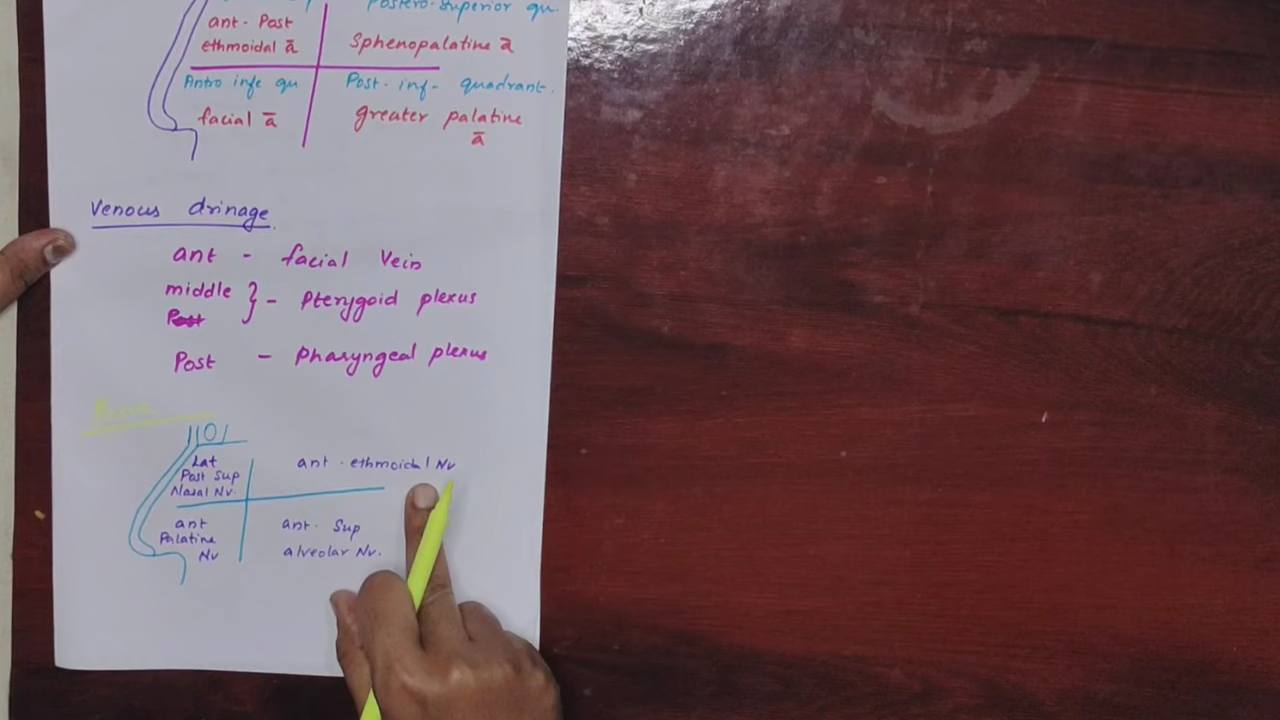 Postero-Superior qu.
ant - Post
ethmoidal ā
Sphenopalatine ā
Antro infe qu
Post - inf - quadrant.
facial ā
greater palatine
ā
Venous drinage
ant - facial Vein
middle } - Pterygoid plexus
Post
Post - Pharyngeal plexus
Lat
Post Sup
Nasal Nv.
ant . ethmoidal Nv
ant
Palatine
Nv
ant. Sup
alveolar Nv.